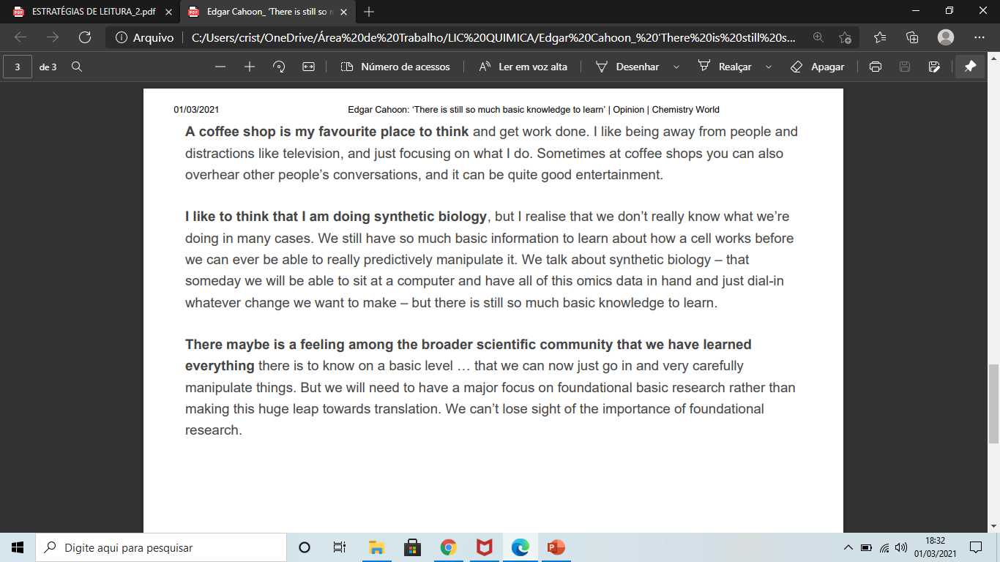 ESTRATÉGIAS DE LEITURA_2.pdf
Edgar Cahoon_ 'There is still so n
Arquivo
C:/Users/crist/OneDrive/Área%20de%20Trabalho/LIC%20QUIMICA/Edgar%20Cahoon_%20'There%20is%20still%20s...
3 de 3
Número de acessos
Ler em voz alta
Desenhar
Realçar
Apagar
01/03/2021 Edgar Cahoon: ‘There is still so much basic knowledge to learn’ | Opinion | Chemistry World
A coffee shop is my favourite place to think and get work done. I like being away from people and
distractions like television, and just focusing on what I do. Sometimes at coffee shops you can also
overhear other people’s conversations, and it can be quite good entertainment.
I like to think that I am doing synthetic biology, but I realise that we don’t really know what we’re
doing in many cases. We still have so much basic information to learn about how a cell works before
we can ever be able to really predictively manipulate it. We talk about synthetic biology – that
someday we will be able to sit at a computer and have all of this omics data in hand and just dial-in
whatever change we want to make – but there is still so much basic knowledge to learn.
There maybe is a feeling among the broader scientific community that we have learned
everything there is to know on a basic level … that we can now just go in and very carefully
manipulate things. But we will need to have a major focus on foundational basic research rather than
making this huge leap towards translation. We can’t lose sight of the importance of foundational
research.
Digite aqui para pesquisar
18:32
01/03/2021